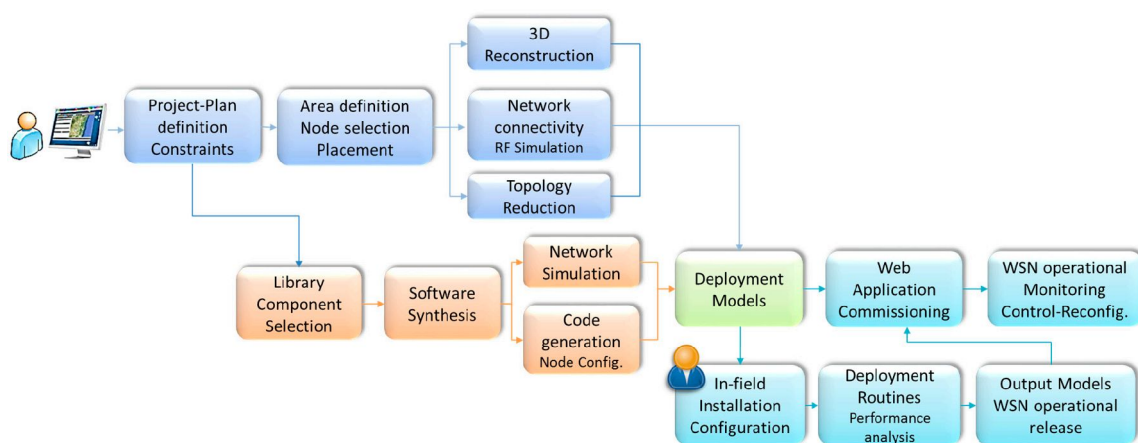 3D
Reconstruction
Project-Plan
definition
Constraints
Area definition
Node selection
Placement
Network
connectivity
RF Simulation
Topology
Reduction
Library
Component
Selection
Software
Synthesis
Network
Simulation
Code
generation
Node Config.
Deployment
Models
Web
Application
Commissioning
WSN operational
Monitoring
Control-Reconfig.
In-field
Installation
Configuration
Deployment
Routines
Performance
analysis
Output Models
WSN operational
release